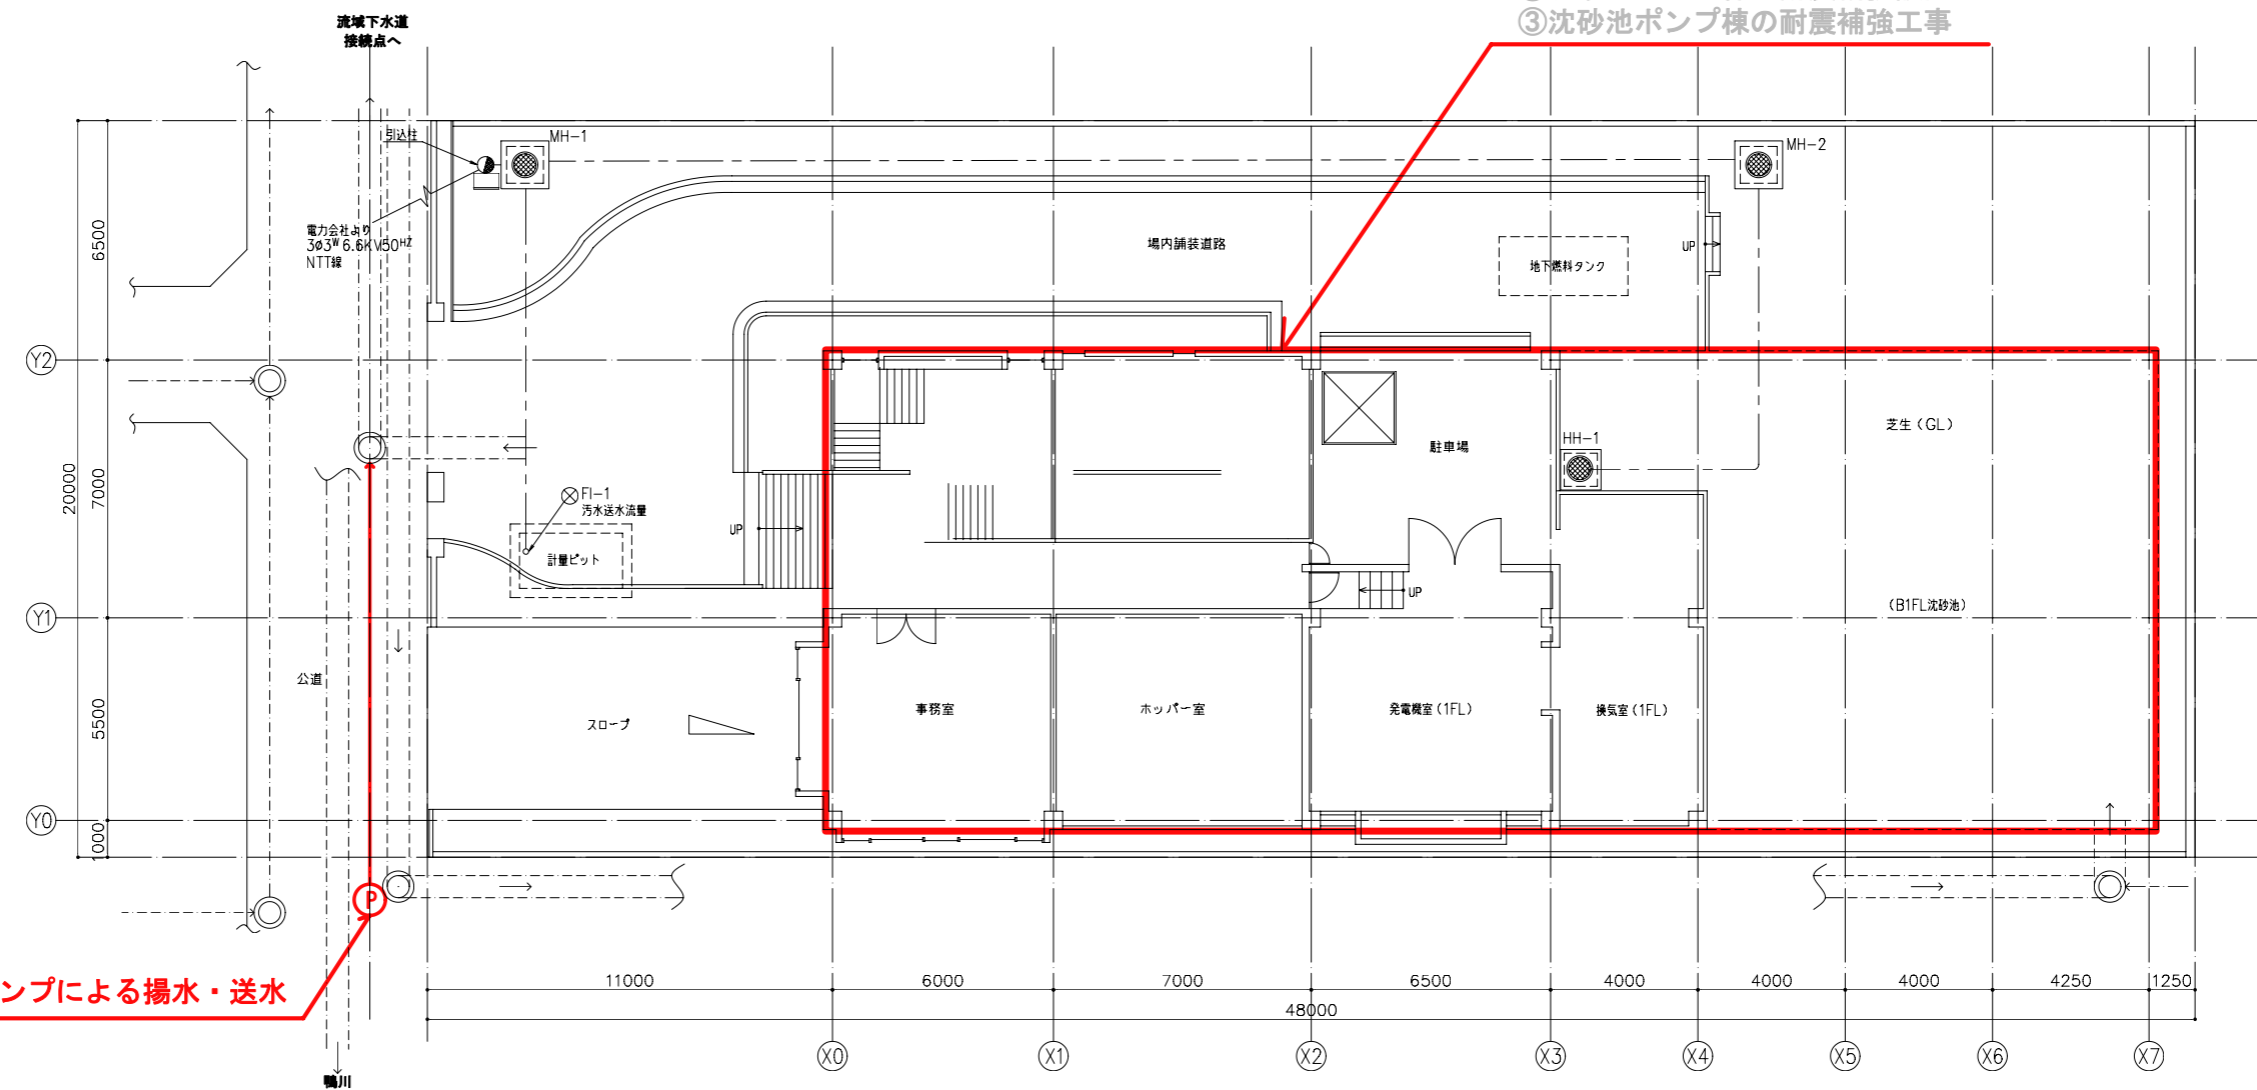 ③沈砂池ポンプ棟の耐震補強工事
流域下水道
接続点へ
引込柱
MH-1
MH-2
電力会社より
3ø3W 6.6KV50HZ
NTT線
場内舗装道路
地下燃料タンク
UP
6500
Y2
芝生（GL）
駐車場
HH-1
20000
7000
FI-1
汚水送水流量
UP
計量ピット
UP
(B1FL沈砂池)
Y1
公道
5500
スロープ
事務室
ホッパー室
発電機室(1FL)
換気室(1FL)
Y0
1000
P
ンプによる揚水・送水
11000
6000
7000
6500
4000
4000
4000
4250
1250
48000
X0
X1
X2
X3
X4
X5
X6
X7
鴨川